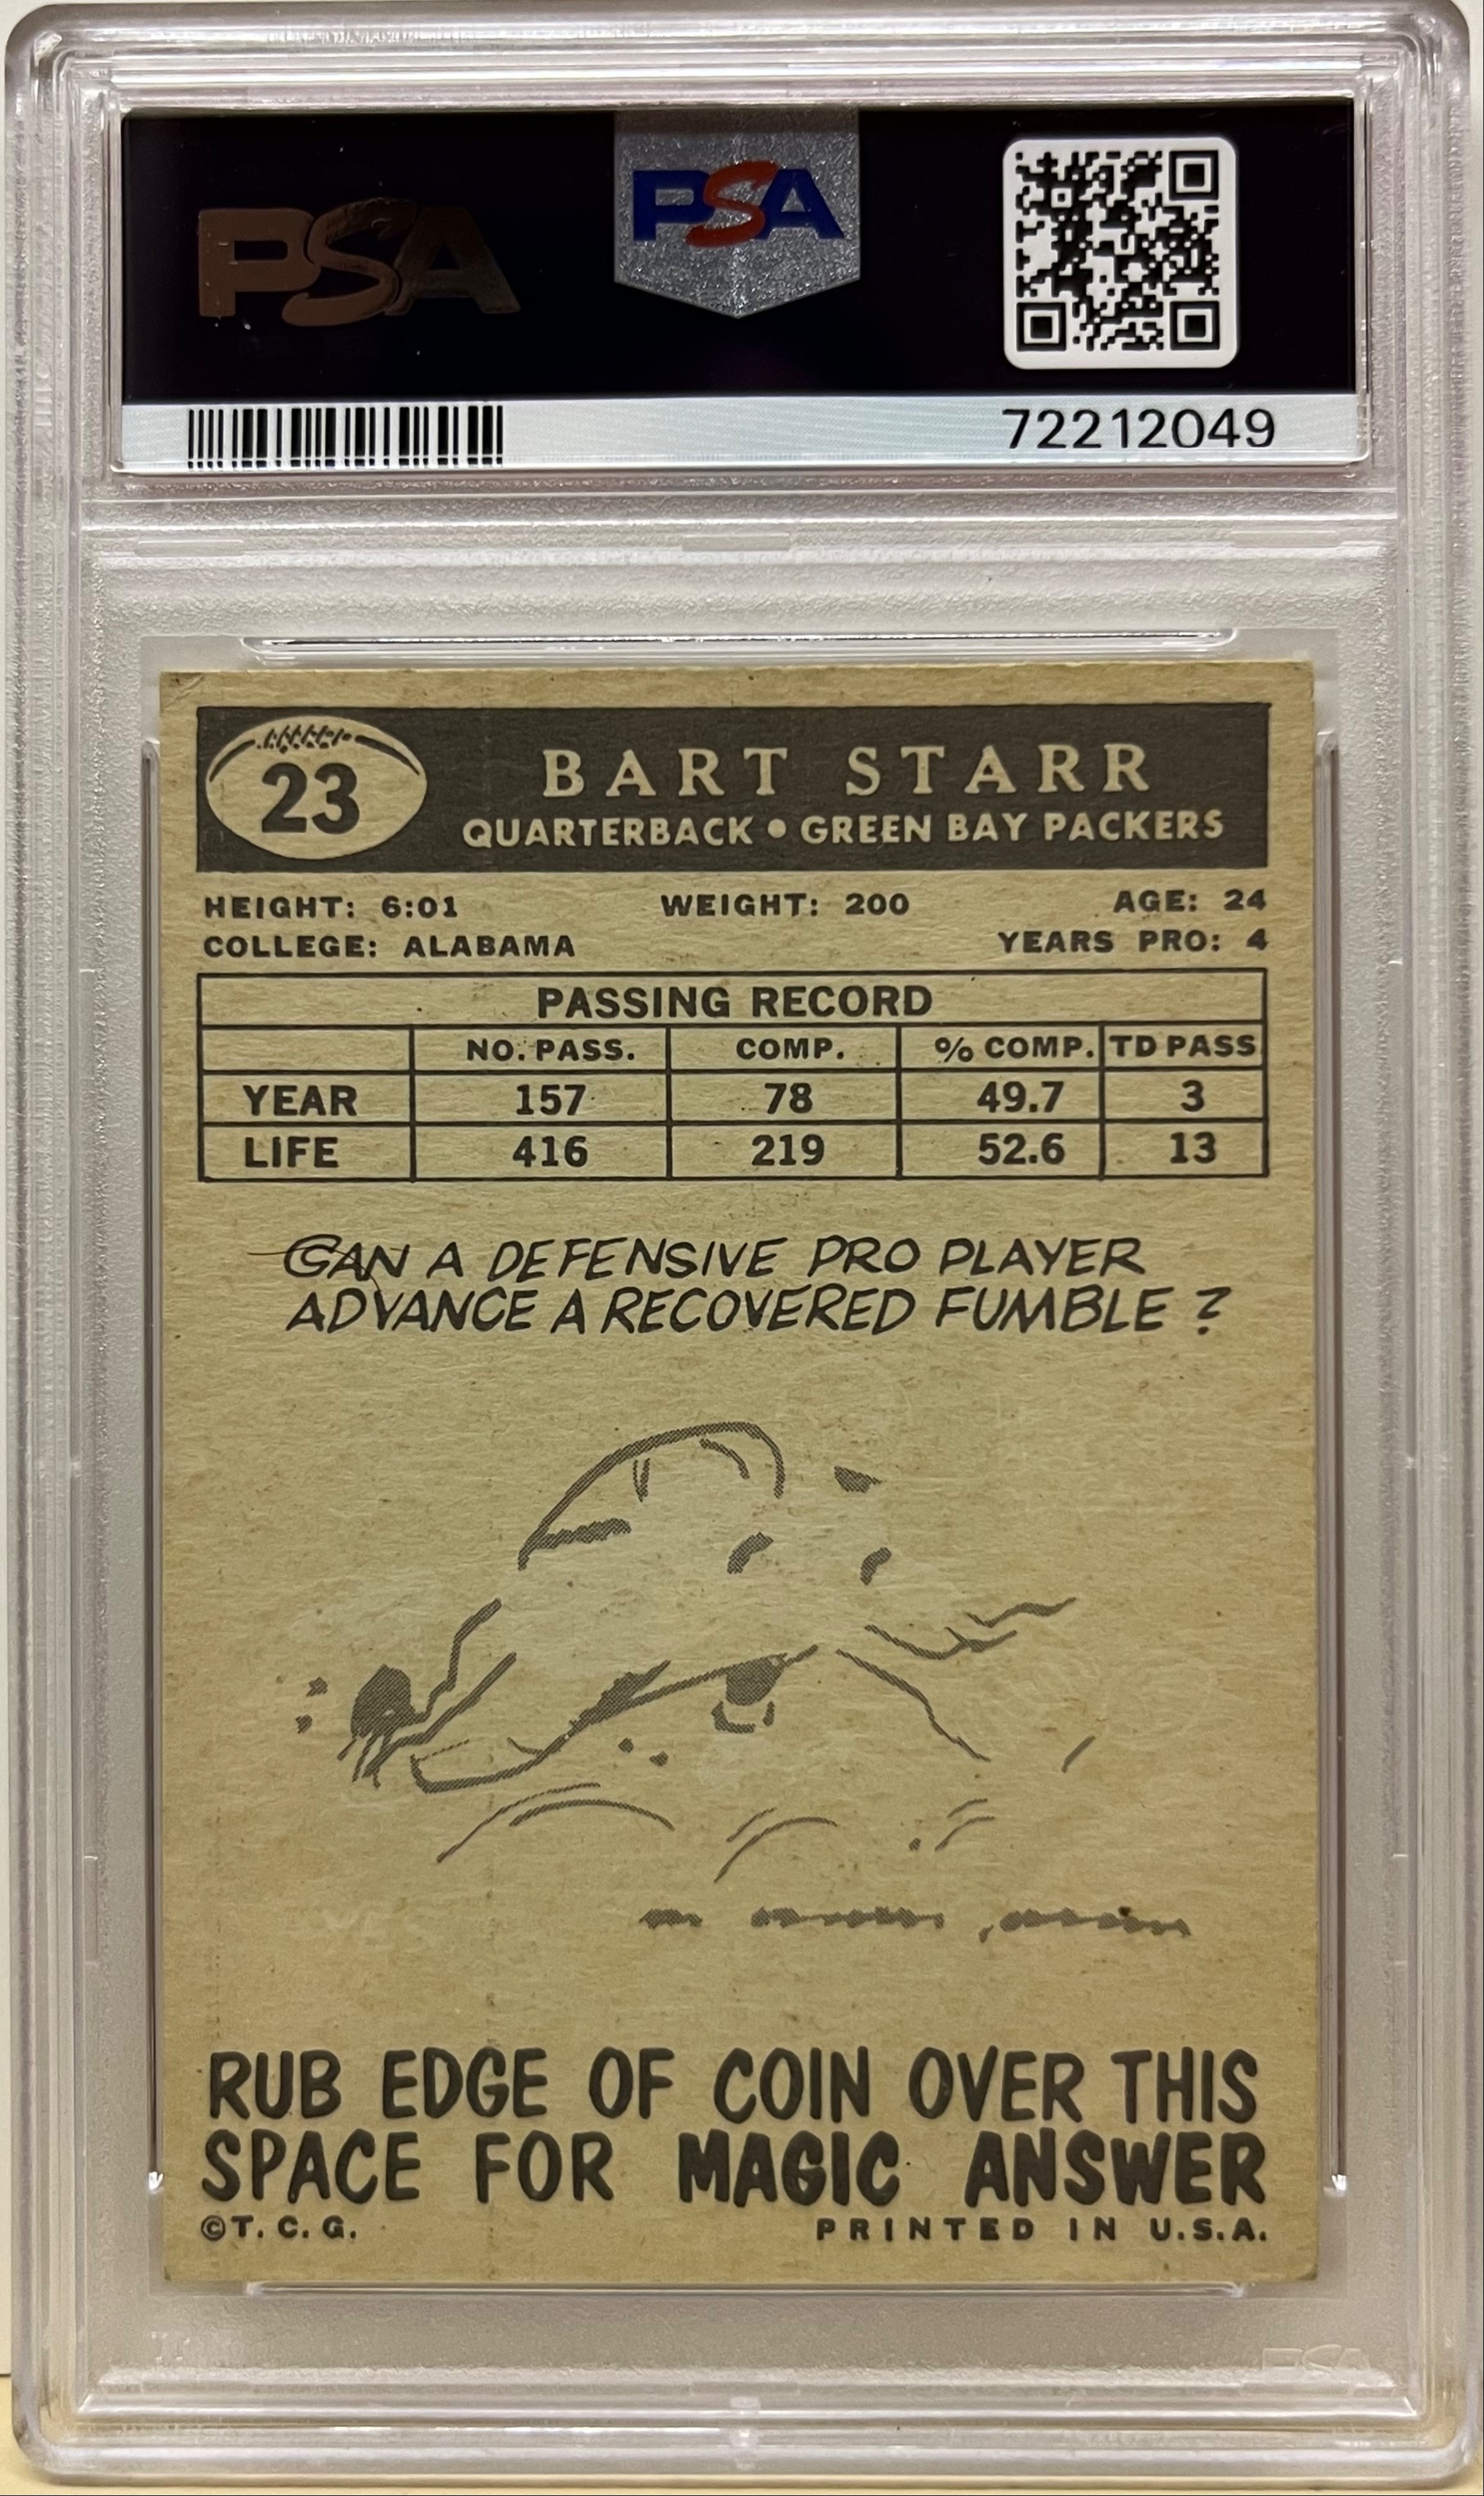 PSA
PSA
72212049
23
BART STARR
QUARTERBACK • GREEN BAY PACKERS
HEIGHT: 6:01 WEIGHT: 200 AGE: 24
COLLEGE: ALABAMA YEARS PRO: 4
PASSING RECORD
NO. PASS. COMP. % COMP. TD PASS
YEAR 157 78 49.7 3
LIFE 416 219 52.6 13
CAN A DEFENSIVE PRO PLAYER
ADVANCE A RECOVERED FUMBLE ?
RUB EDGE OF COIN OVER THIS
SPACE FOR MAGIC ANSWER
©T. C. G. PRINTED IN U.S.A.
PSA